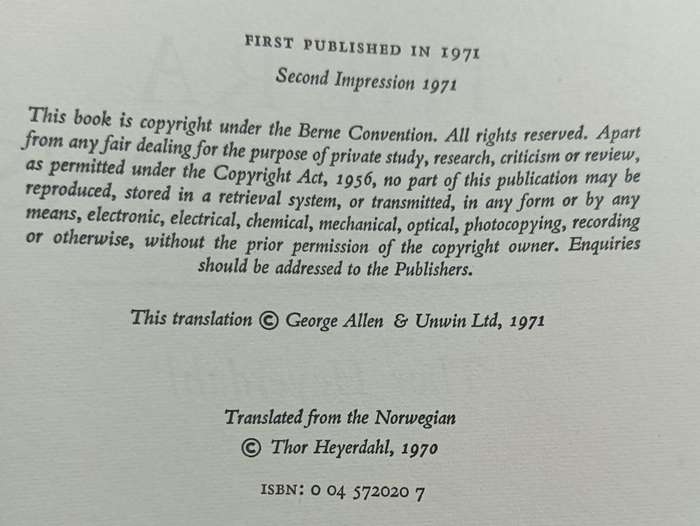 FIRST PUBLISHED IN 1971
Second Impression 1971
This book is copyright under the Berne Convention. All rights reserved. Apart
from any fair dealing for the purpose of private study, research, criticism or review,
as permitted under the Copyright Act, 1956, no part of this publication may be
reproduced, stored in a retrieval system, or transmitted, in any form or by any
means, electronic, electrical, chemical, mechanical, optical, photocopying, recording
or otherwise, without the prior permission of the copyright owner. Enquiries
should be addressed to the Publishers.
This translation © George Allen & Unwin Ltd, 1971
Translated from the Norwegian
© Thor Heyerdahl, 1970
ISBN: 0 04 572020 7